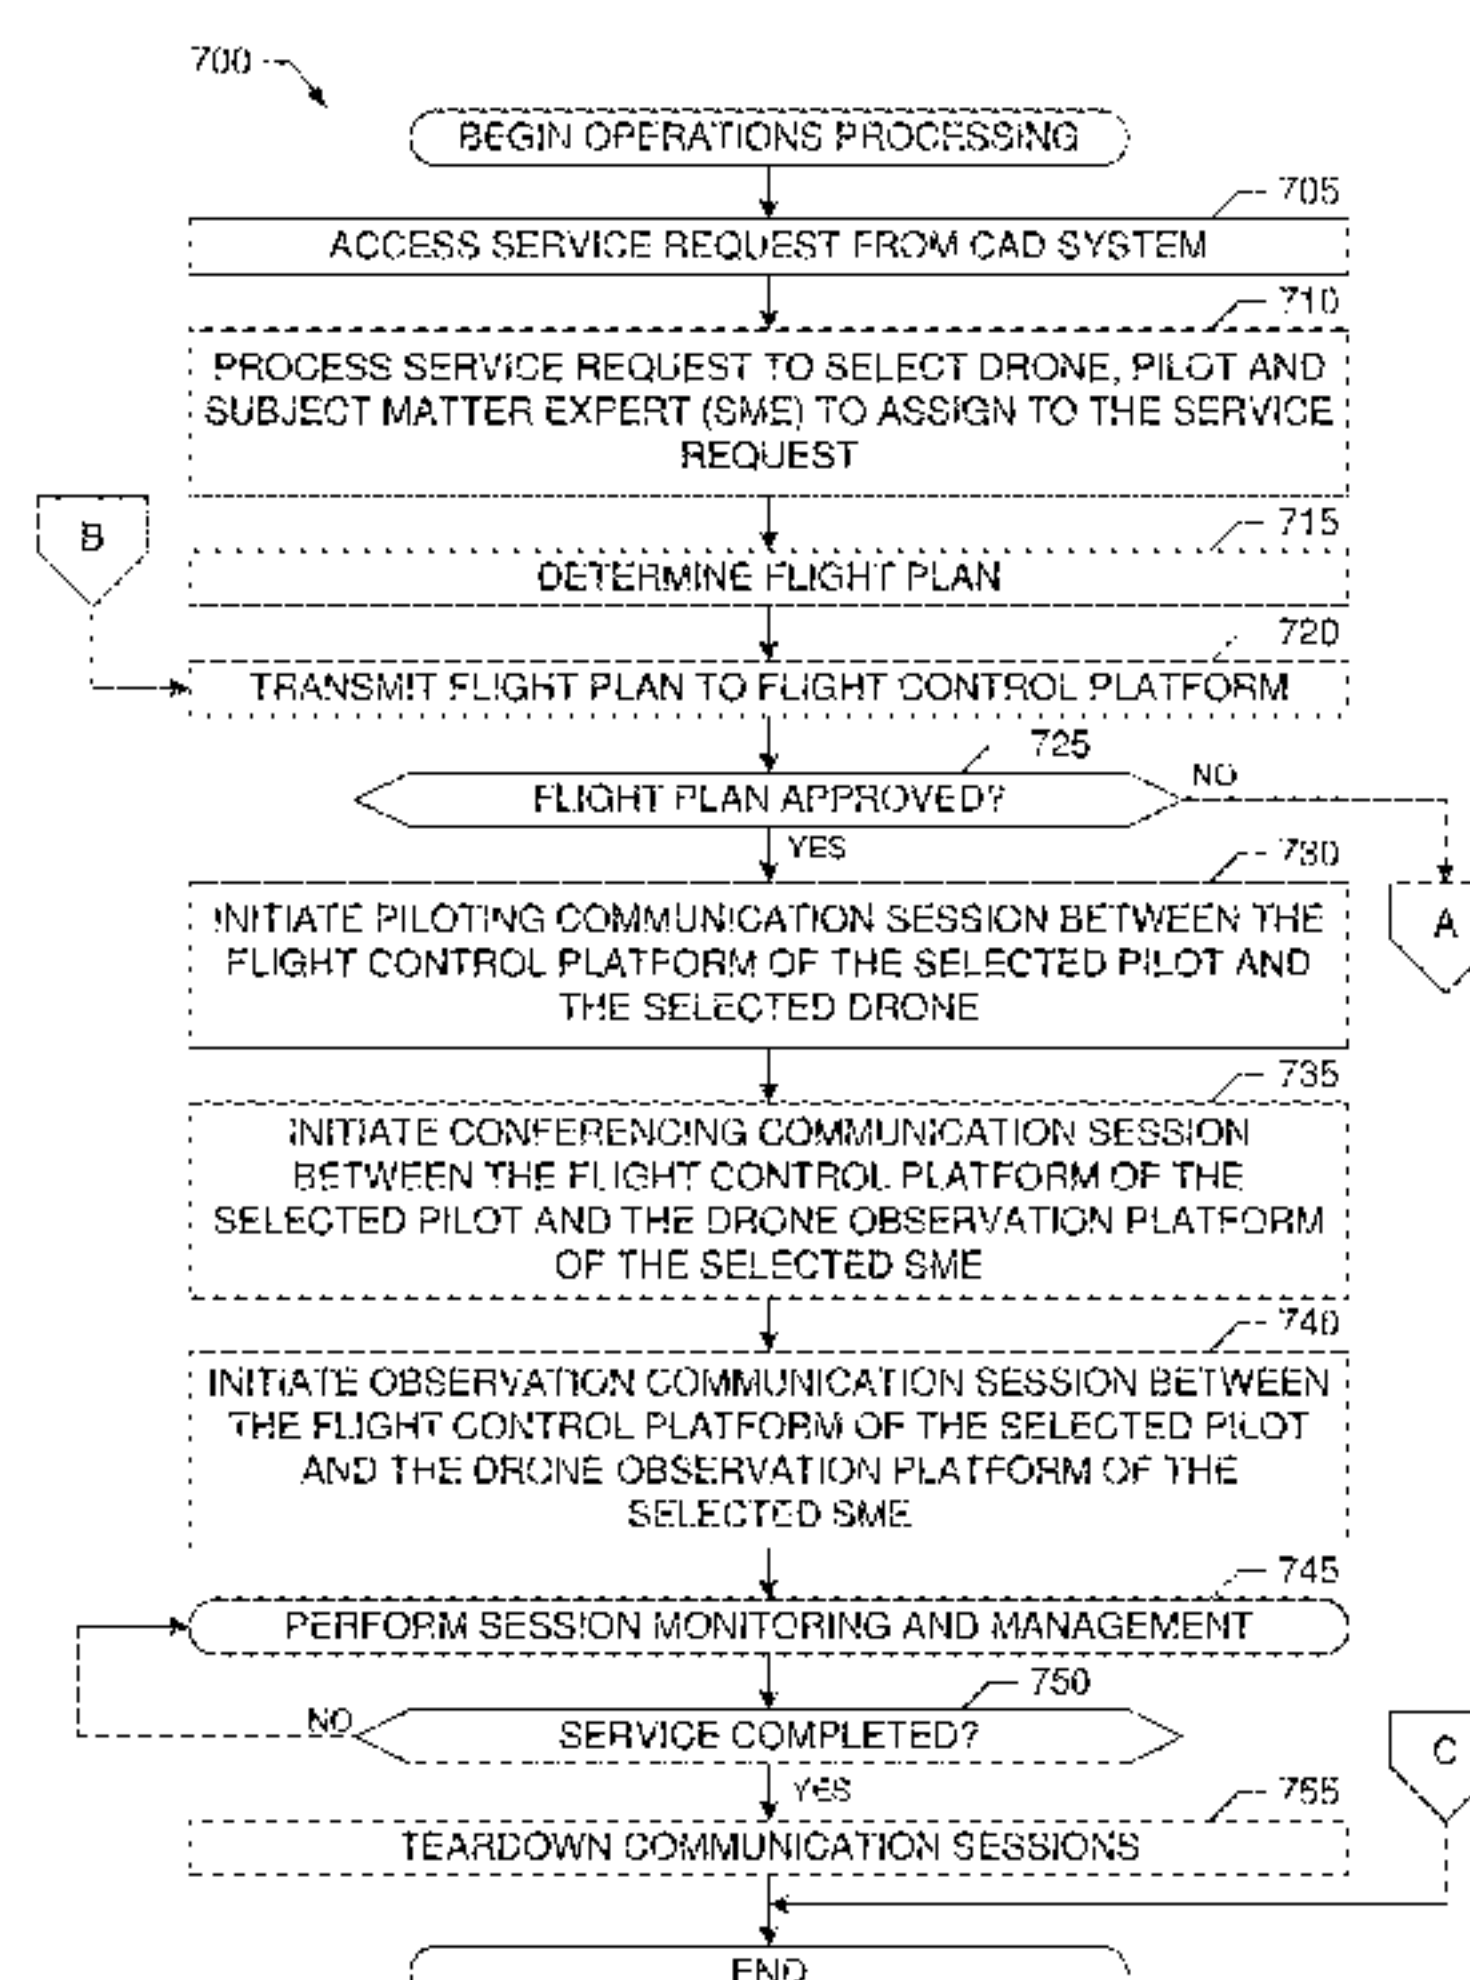 700
BEGIN OPERATIONS PROCESSING
705
ACCESS SERVICE REQUEST FROM CAD SYSTEM
710
PROCESS SERVICE REQUEST TO SELECT DRONE, PILOT AND
SUBJECT MATTER EXPERT (SME) TO ASSIGN TO THE SERVICE
REQUEST
B
715
DETERMINE FLIGHT PLAN
720
TRANSMIT FLIGHT PLAN TO FLIGHT CONTROL PLATFORM
725
FLIGHT PLAN APPROVED?
NO
YES
730
A
INITIATE PILOTING COMMUNICATION SESSION BETWEEN THE
FLIGHT CONTROL PLATFORM OF THE SELECTED PILOT AND
THE SELECTED DRONE
735
INITIATE CONFERENCING COMMUNICATION SESSION
BETWEEN THE FLIGHT CONTROL PLATFORM OF THE
SELECTED PILOT AND THE DRONE OBSERVATION PLATFORM
OF THE SELECTED SME
740
INITIATE OBSERVATION COMMUNICATION SESSION BETWEEN
THE FLIGHT CONTROL PLATFORM OF THE SELECTED PILOT
AND THE DRONE OBSERVATION PLATFORM OF THE
SELECTED SME
745
PERFORM SESSION MONITORING AND MANAGEMENT
750
NO
SERVICE COMPLETED?
C
YES
755
TEARDOWN COMMUNICATION SESSIONS
END